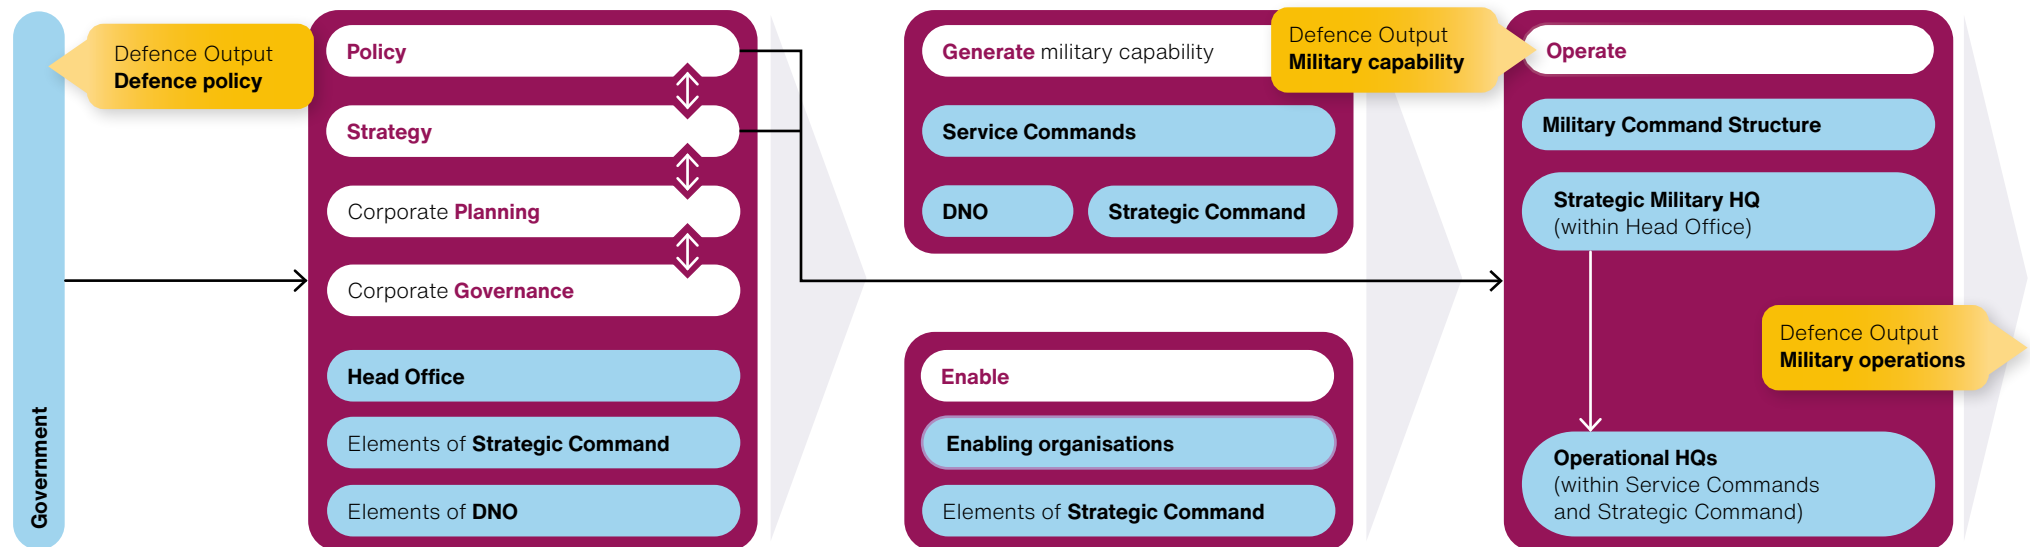 Government
Defence Output
Defence policy
Policy
Strategy
Corporate Planning
Corporate Governance
Head Office
Elements of Strategic Command
Elements of DNO
Generate military capability
Service Commands
DNO
Strategic Command
Enable
Enabling organisations
Elements of Strategic Command
Defence Output
Military capability
Operate
Military Command Structure
Strategic Military HQ
(within Head Office)
Defence Output
Military operations
Operational HQs
(within Service Commands
and Strategic Command)